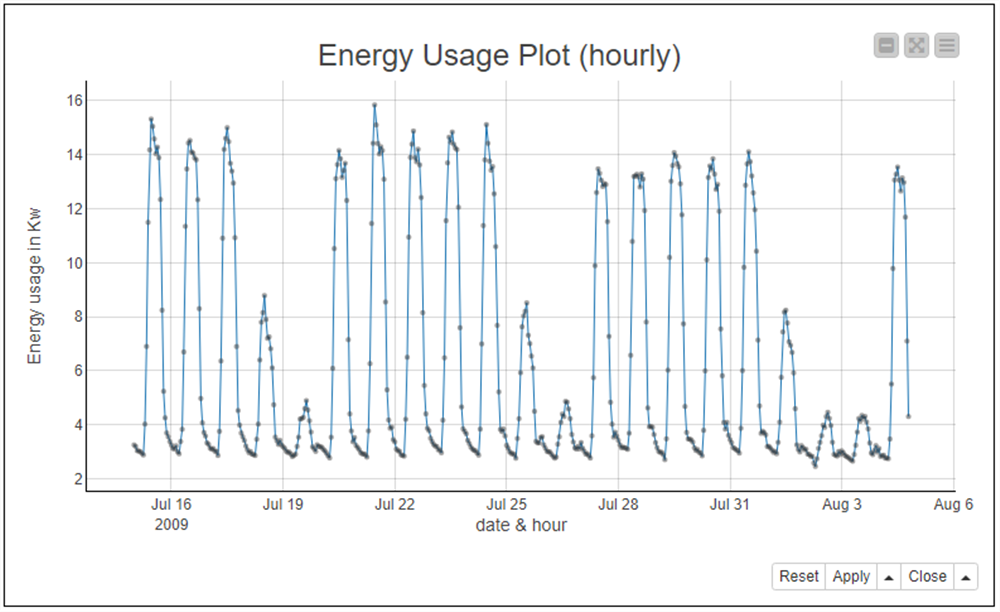 Energy Usage Plot (hourly)
16
14
12
10
8
6
4
2
Energy usage in Kw
Jul 16 Jul 19 Jul 22 Jul 25 Jul 28 Jul 31 Aug 3 Aug 6
2009
date & hour
Reset Apply Close